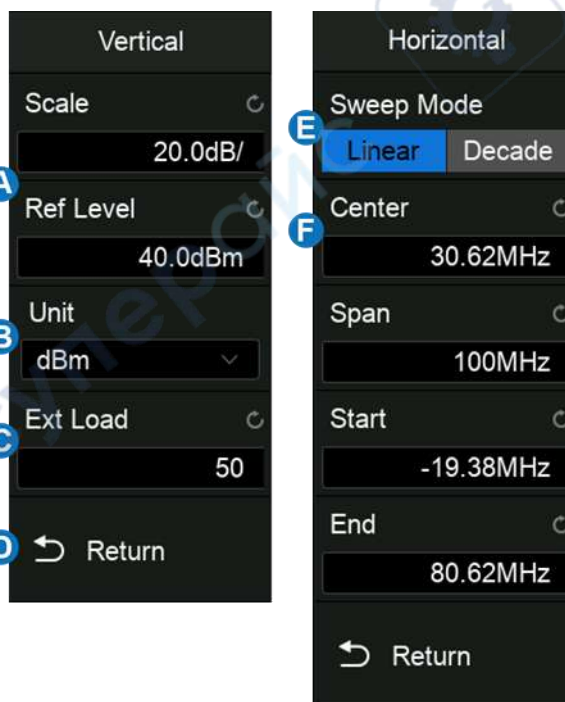 Vertical
Scale
20.0dB/
A
Ref Level
40.0dBm
Unit
B
dBm
Ext Load
C
50
D
Return
Horizontal
Sweep Mode
E
Linear Decade
Center
F
30.62MHz
Span
100MHz
Start
-19.38MHz
End
80.62MHz
Return